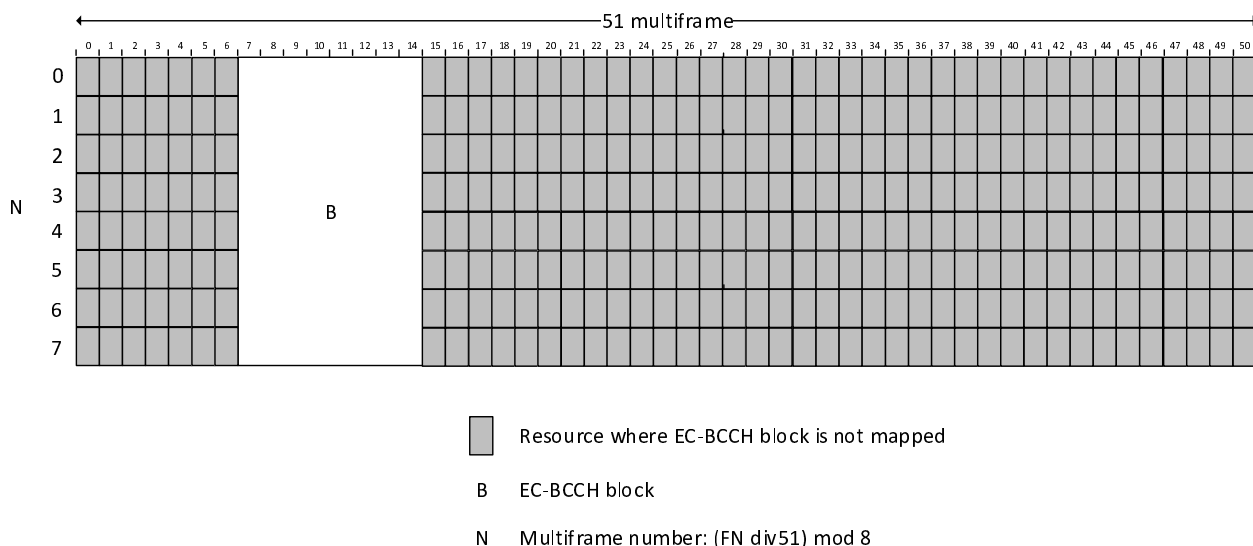 51 multiframe
0 1 2 3 4 5 6 7 8 9 10 11 12 13 14 15 16 17 18 19 20 21 22 23 24 25 26 27 28 29 30 31 32 33 34 35 36 37 38 39 40 41 42 43 44 45 46 47 48 49 50
0
1
2
3
N
B
4
5
6
7
Resource where EC-BCCH block is not mapped
B EC-BCCH block
N Multiframe number: (FN div51) mod 8